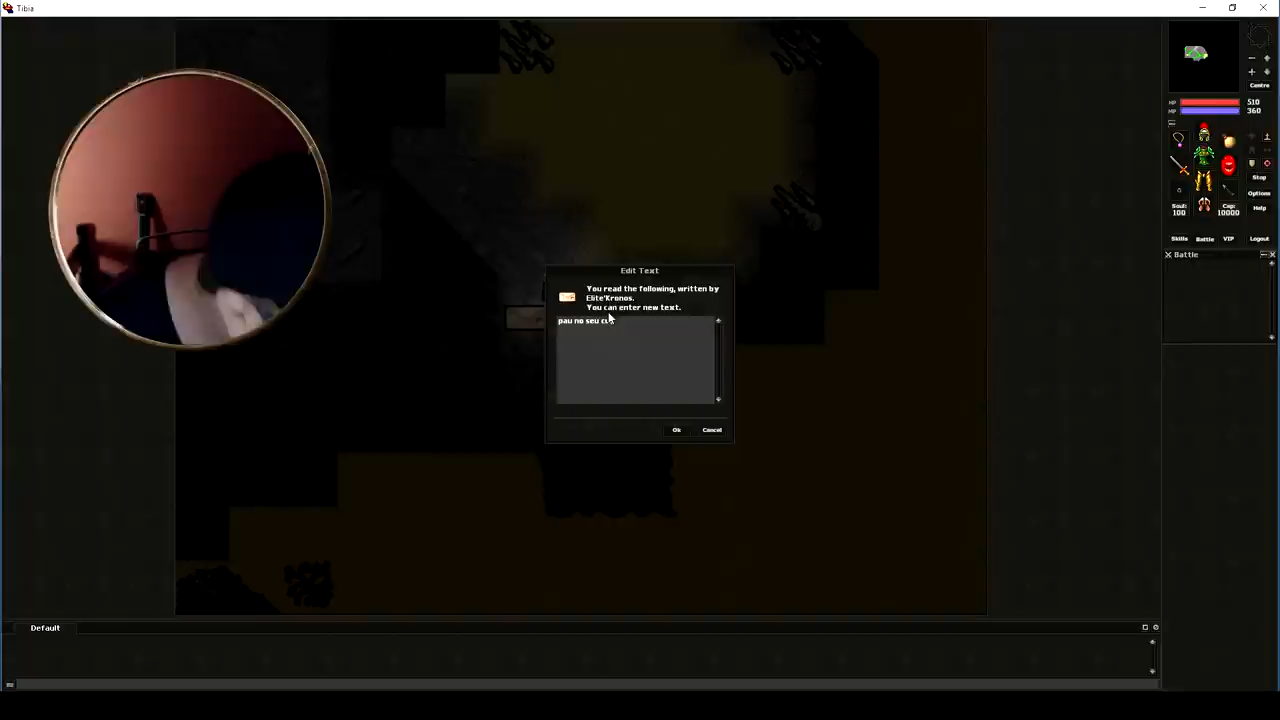 Tibia
Centre
HP 510
MP 360
Stop
Options
Help
Soul:
100
Cap:
10000
Skills Battle VIP Logout
Battle
Edit Text
You read the following, written by
Elite'Kronos.
You can enter new text.
pau no seu
Ok Cancel
Default